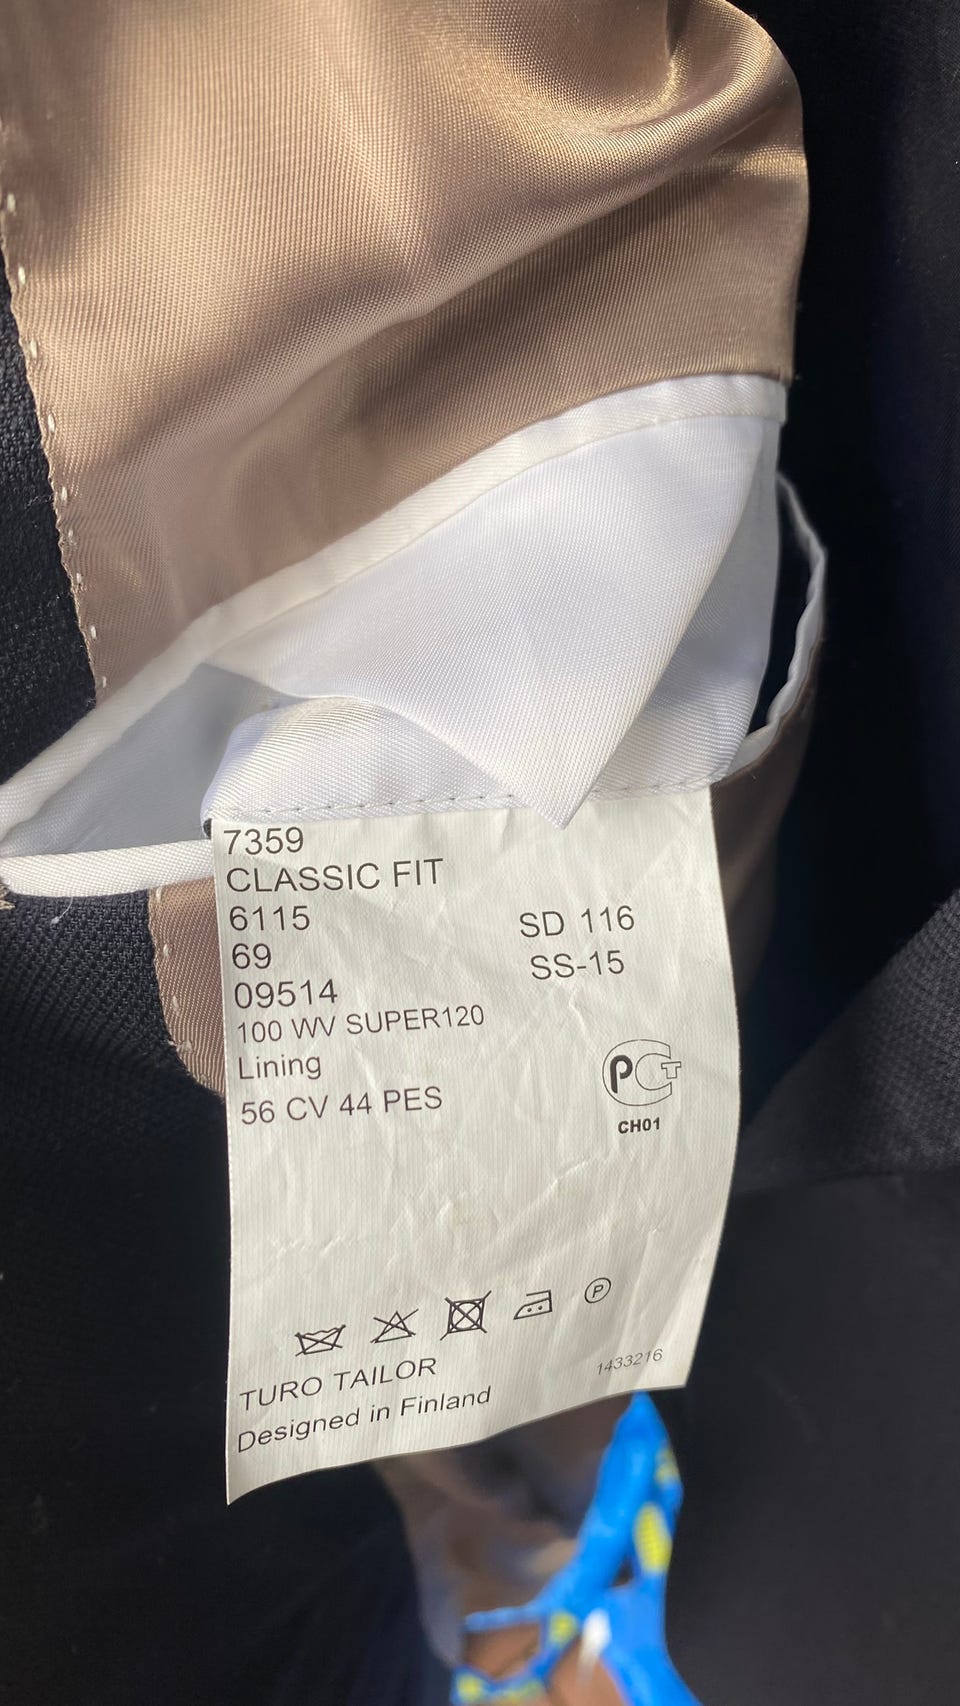 7359
CLASSIC FIT
6115
SD 116
69
SS-15
09514
100 WV SUPER120
Lining
56 CV 44 PES
PCT
CH01
P
TURO TAILOR
1433216
Designed in Finland